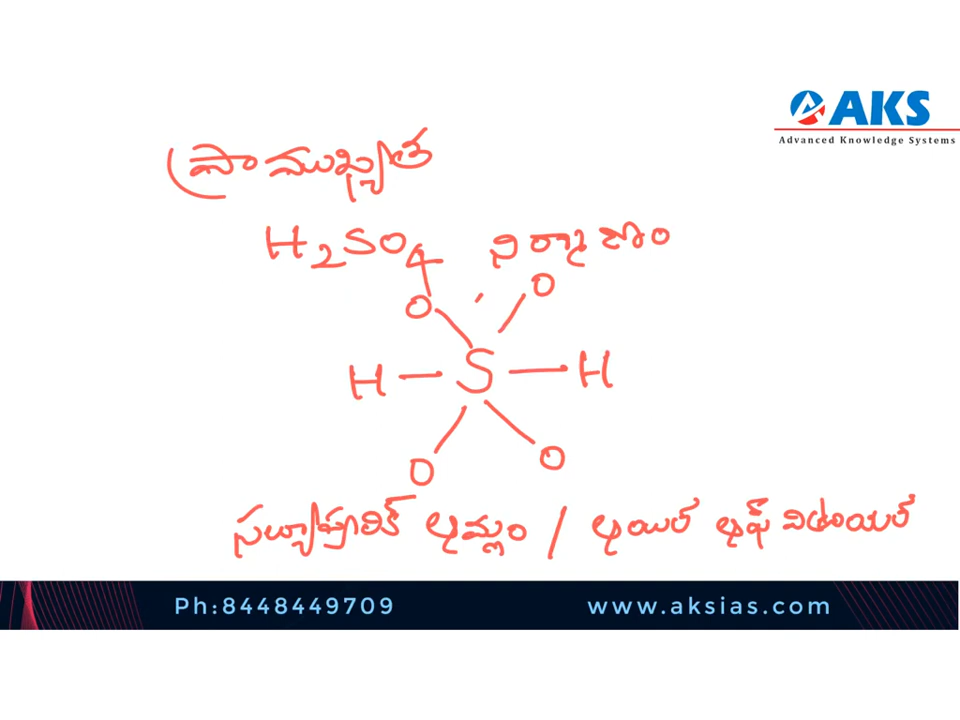 AKS
Advanced Knowledge Systems
ప్రాముఖ్యత
H2SO4 నిర్మాణం
O O
H S H
O O
సల్ఫ్యూరిక్ ఆమ్లం / ఆయిల్ ఆఫ్ విట్రాయిల్
Ph:8448449709 www.aksias.com